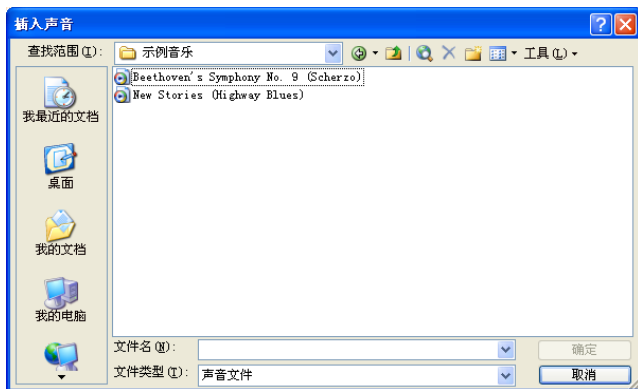 插入声音
查找范围(I):
示例音乐
工具(L)
我最近的文档
桌面
我的文档
我的电脑
Beethoven's Symphony No. 9 (Scherzo)
New Stories (Highway Blues)
文件名(N):
确定
文件类型(T):
声音文件
取消